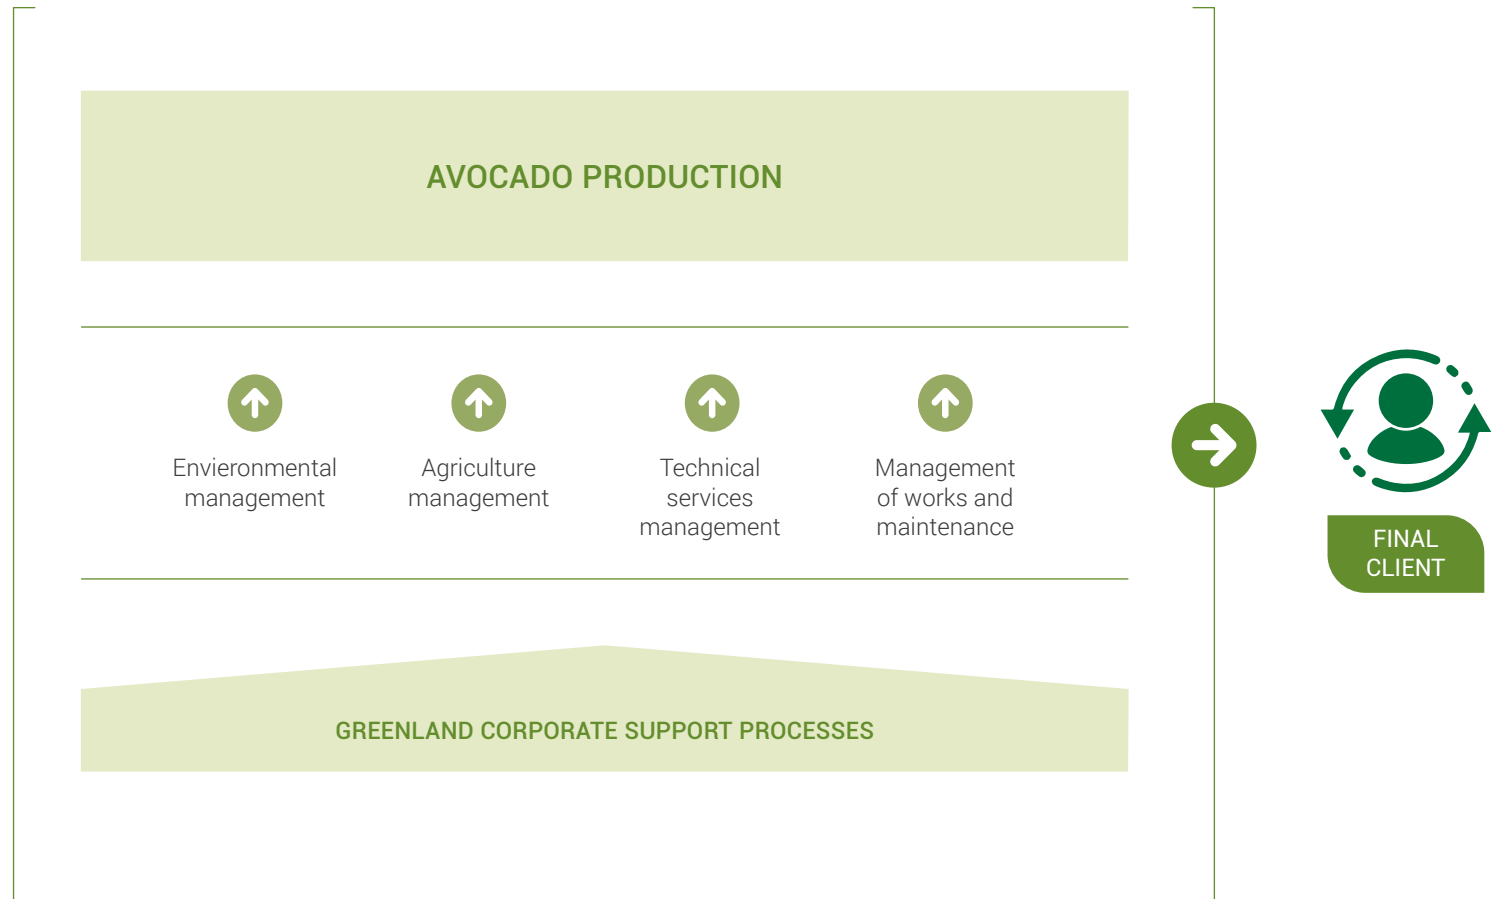 AVOCADO PRODUCTION
Envieronmental
management
Agriculture
management
Technical
services
management
Management
of works and
maintenance
GREENLAND CORPORATE SUPPORT PROCESSES
FINAL
CLIENT